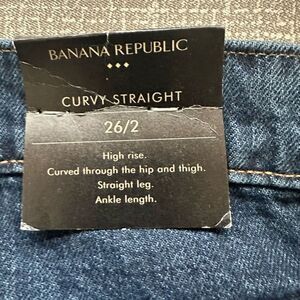 BANANA REPUBLIC
CURVY STRAIGHT
26/2
High rise.
Curved through the hip and thigh.
Straight leg.
Ankle length.